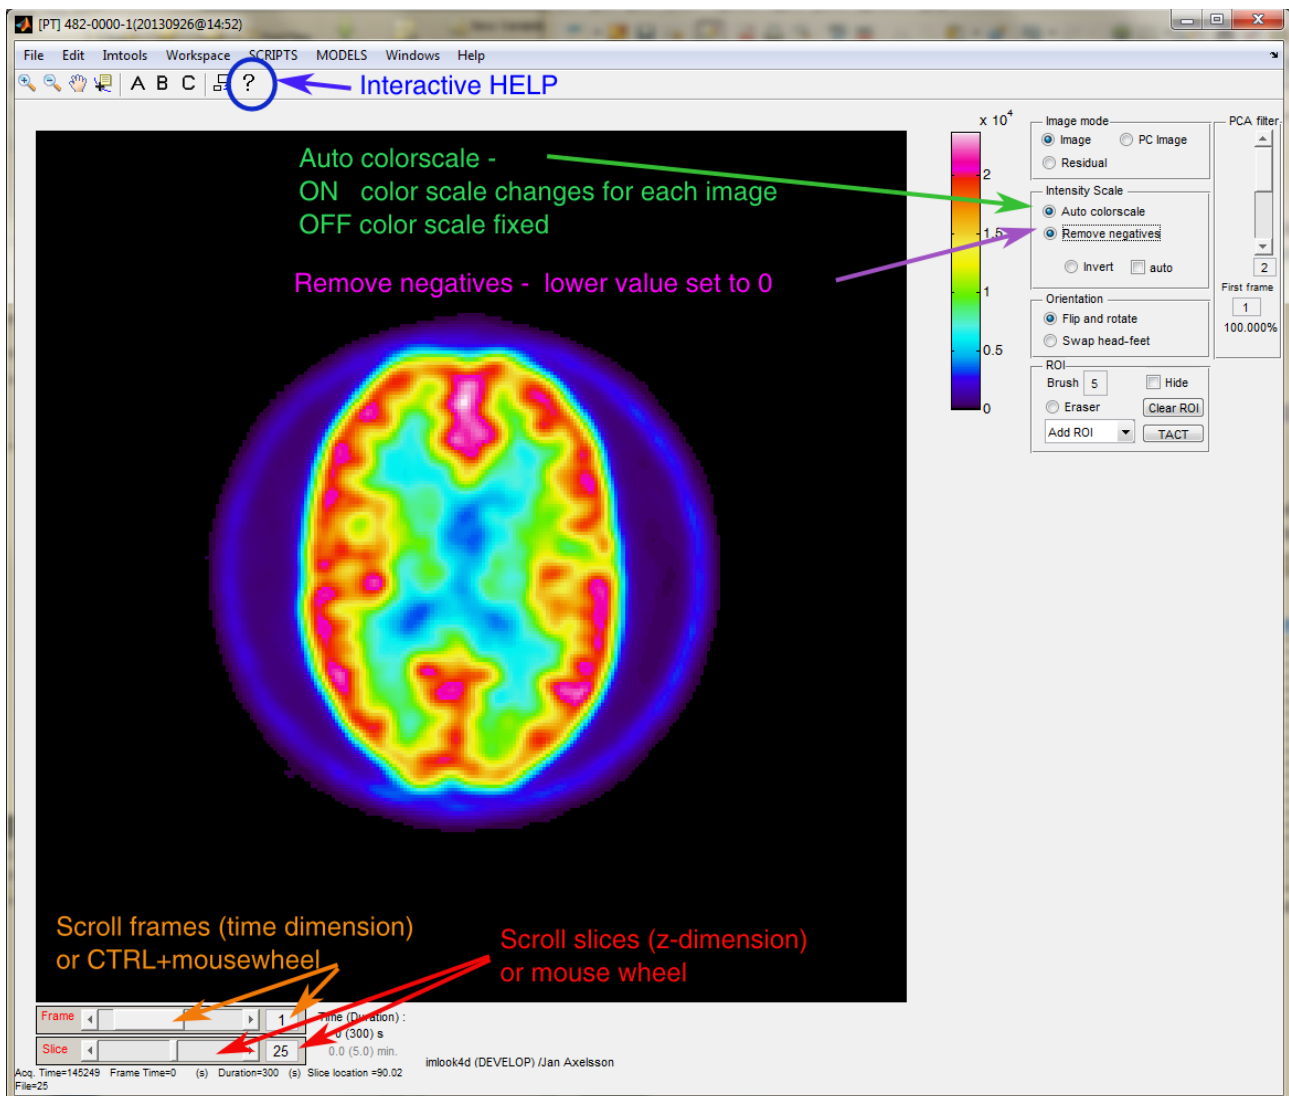 [PT] 482-0000-1(20130926@14:52)
File Edit Imtools Workspace SCRIPTS MODELS Windows Help
A B C ?
Interactive HELP
Auto colorscale -
ON color scale changes for each image
OFF color scale fixed
Remove negatives - lower value set to 0
x 10^4
2
1.5
1
0.5
0
Image mode
Image PC Image
Residual
Intensity Scale
Auto colorscale
Remove negatives
Invert auto
Orientation
Flip and rotate
Swap head-feet
ROI
Brush 5 Hide
Eraser Clear ROI
Add ROI TACT
PCA filter
2
First frame
1
100.000%
Scroll frames (time dimension)
or CTRL+mousewheel
Scroll slices (z-dimension)
or mouse wheel
Frame 1
Slice 25
Time (Duration) :
0 (300) s
0.0 (5.0) min.
imlook4d (DEVELOP) /Jan Axelsson
Acq. Time=145249 Frame Time=0 (s) Duration=300 (s) Slice location =90.02
File=25